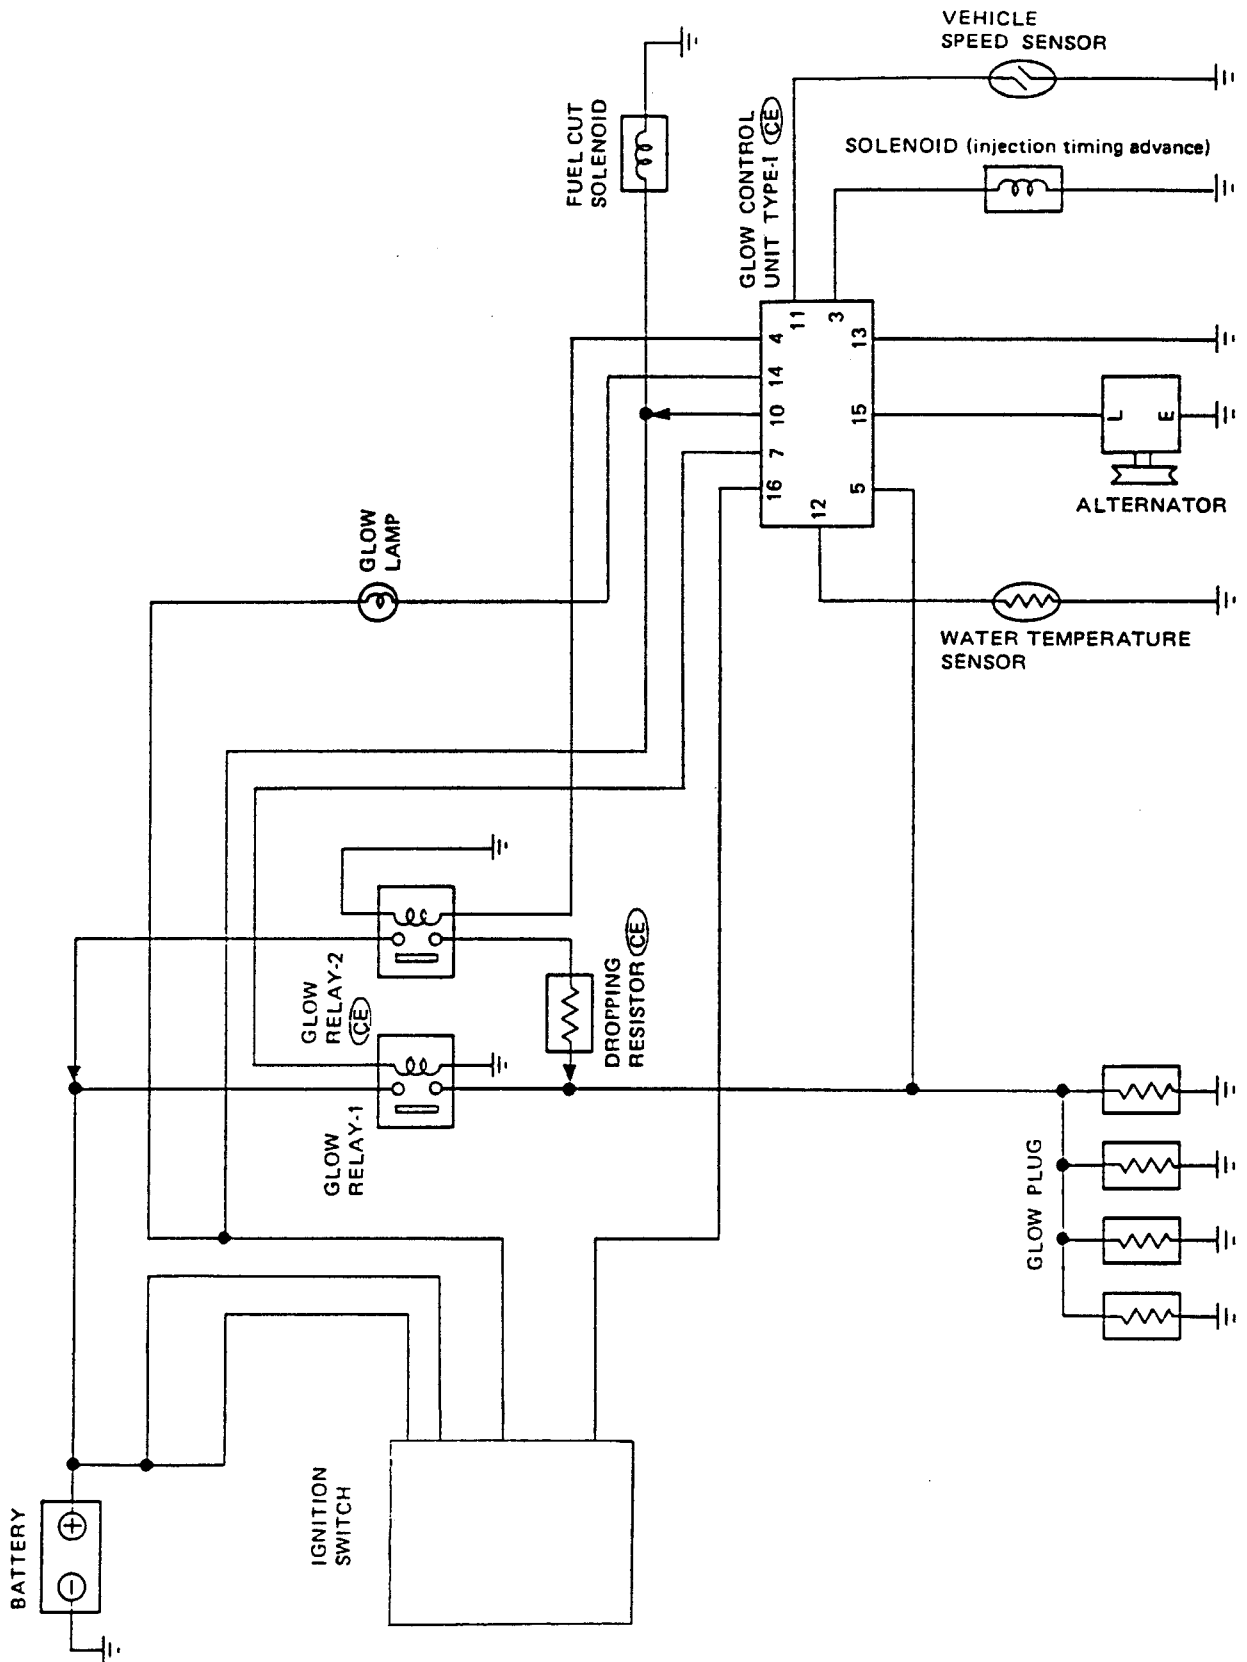 VEHICLE
SPEED SENSOR
SOLENOID (injection timing advance)
FUEL CUT
SOLENOID
GLOW CONTROL
UNIT TYPE-I CE
11
3
4
14
10
7
16
13
15
5
12
L
E
ALTERNATOR
GLOW
LAMP
WATER TEMPERATURE
SENSOR
GLOW
RELAY-2
CE
DROPPING
RESISTOR CE
GLOW
RELAY-1
GLOW PLUG
IGNITION
SWITCH
BATTERY
+
−